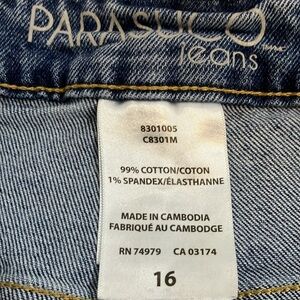 PARASUCO
jeans
8301005
C8301M
99% COTTON/COTON
1% SPANDEX/ÉLASTHANNE
MADE IN CAMBODIA
FABRIQUÉ AU CAMBODGE
RN 74979 CA 03174
16